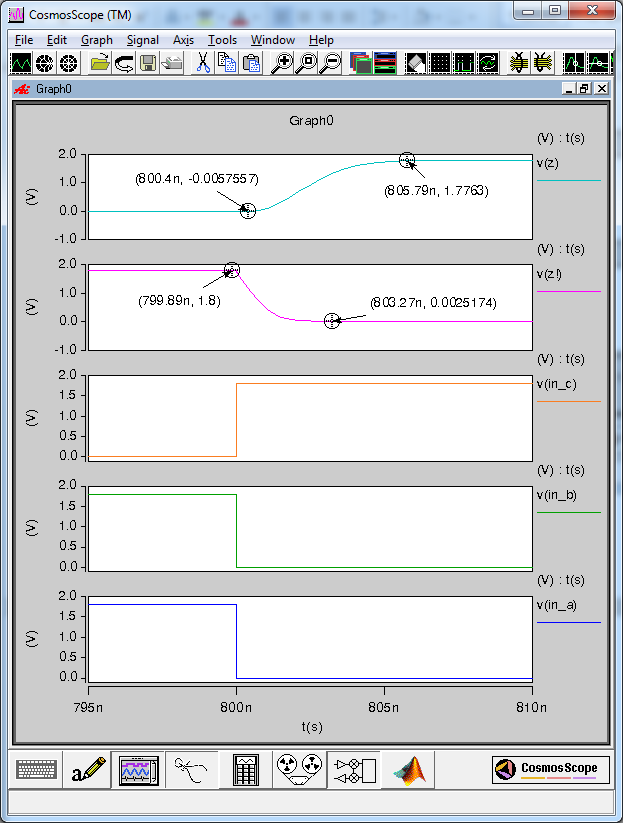 CosmosScope (TM)
File Edit Graph Signal Axis Tools Window Help
Graph0
Graph0
(V) : t(s)
v(z)
(V)
2.0
0.0
-1.0
(800.4n, -0.0057557)
(805.79n, 1.7763)
(V) : t(s)
v(z!)
(V)
2.0
0.0
-1.0
(799.89n, 1.8)
(803.27n, 0.0025174)
(V) : t(s)
v(in_c)
(V)
2.0
1.5
1.0
0.5
0.0
(V) : t(s)
v(in_b)
(V)
2.0
1.5
1.0
0.5
0.0
(V) : t(s)
v(in_a)
(V)
2.0
1.5
1.0
0.5
0.0
795n 800n 805n 810n
t(s)
a
CosmosScope